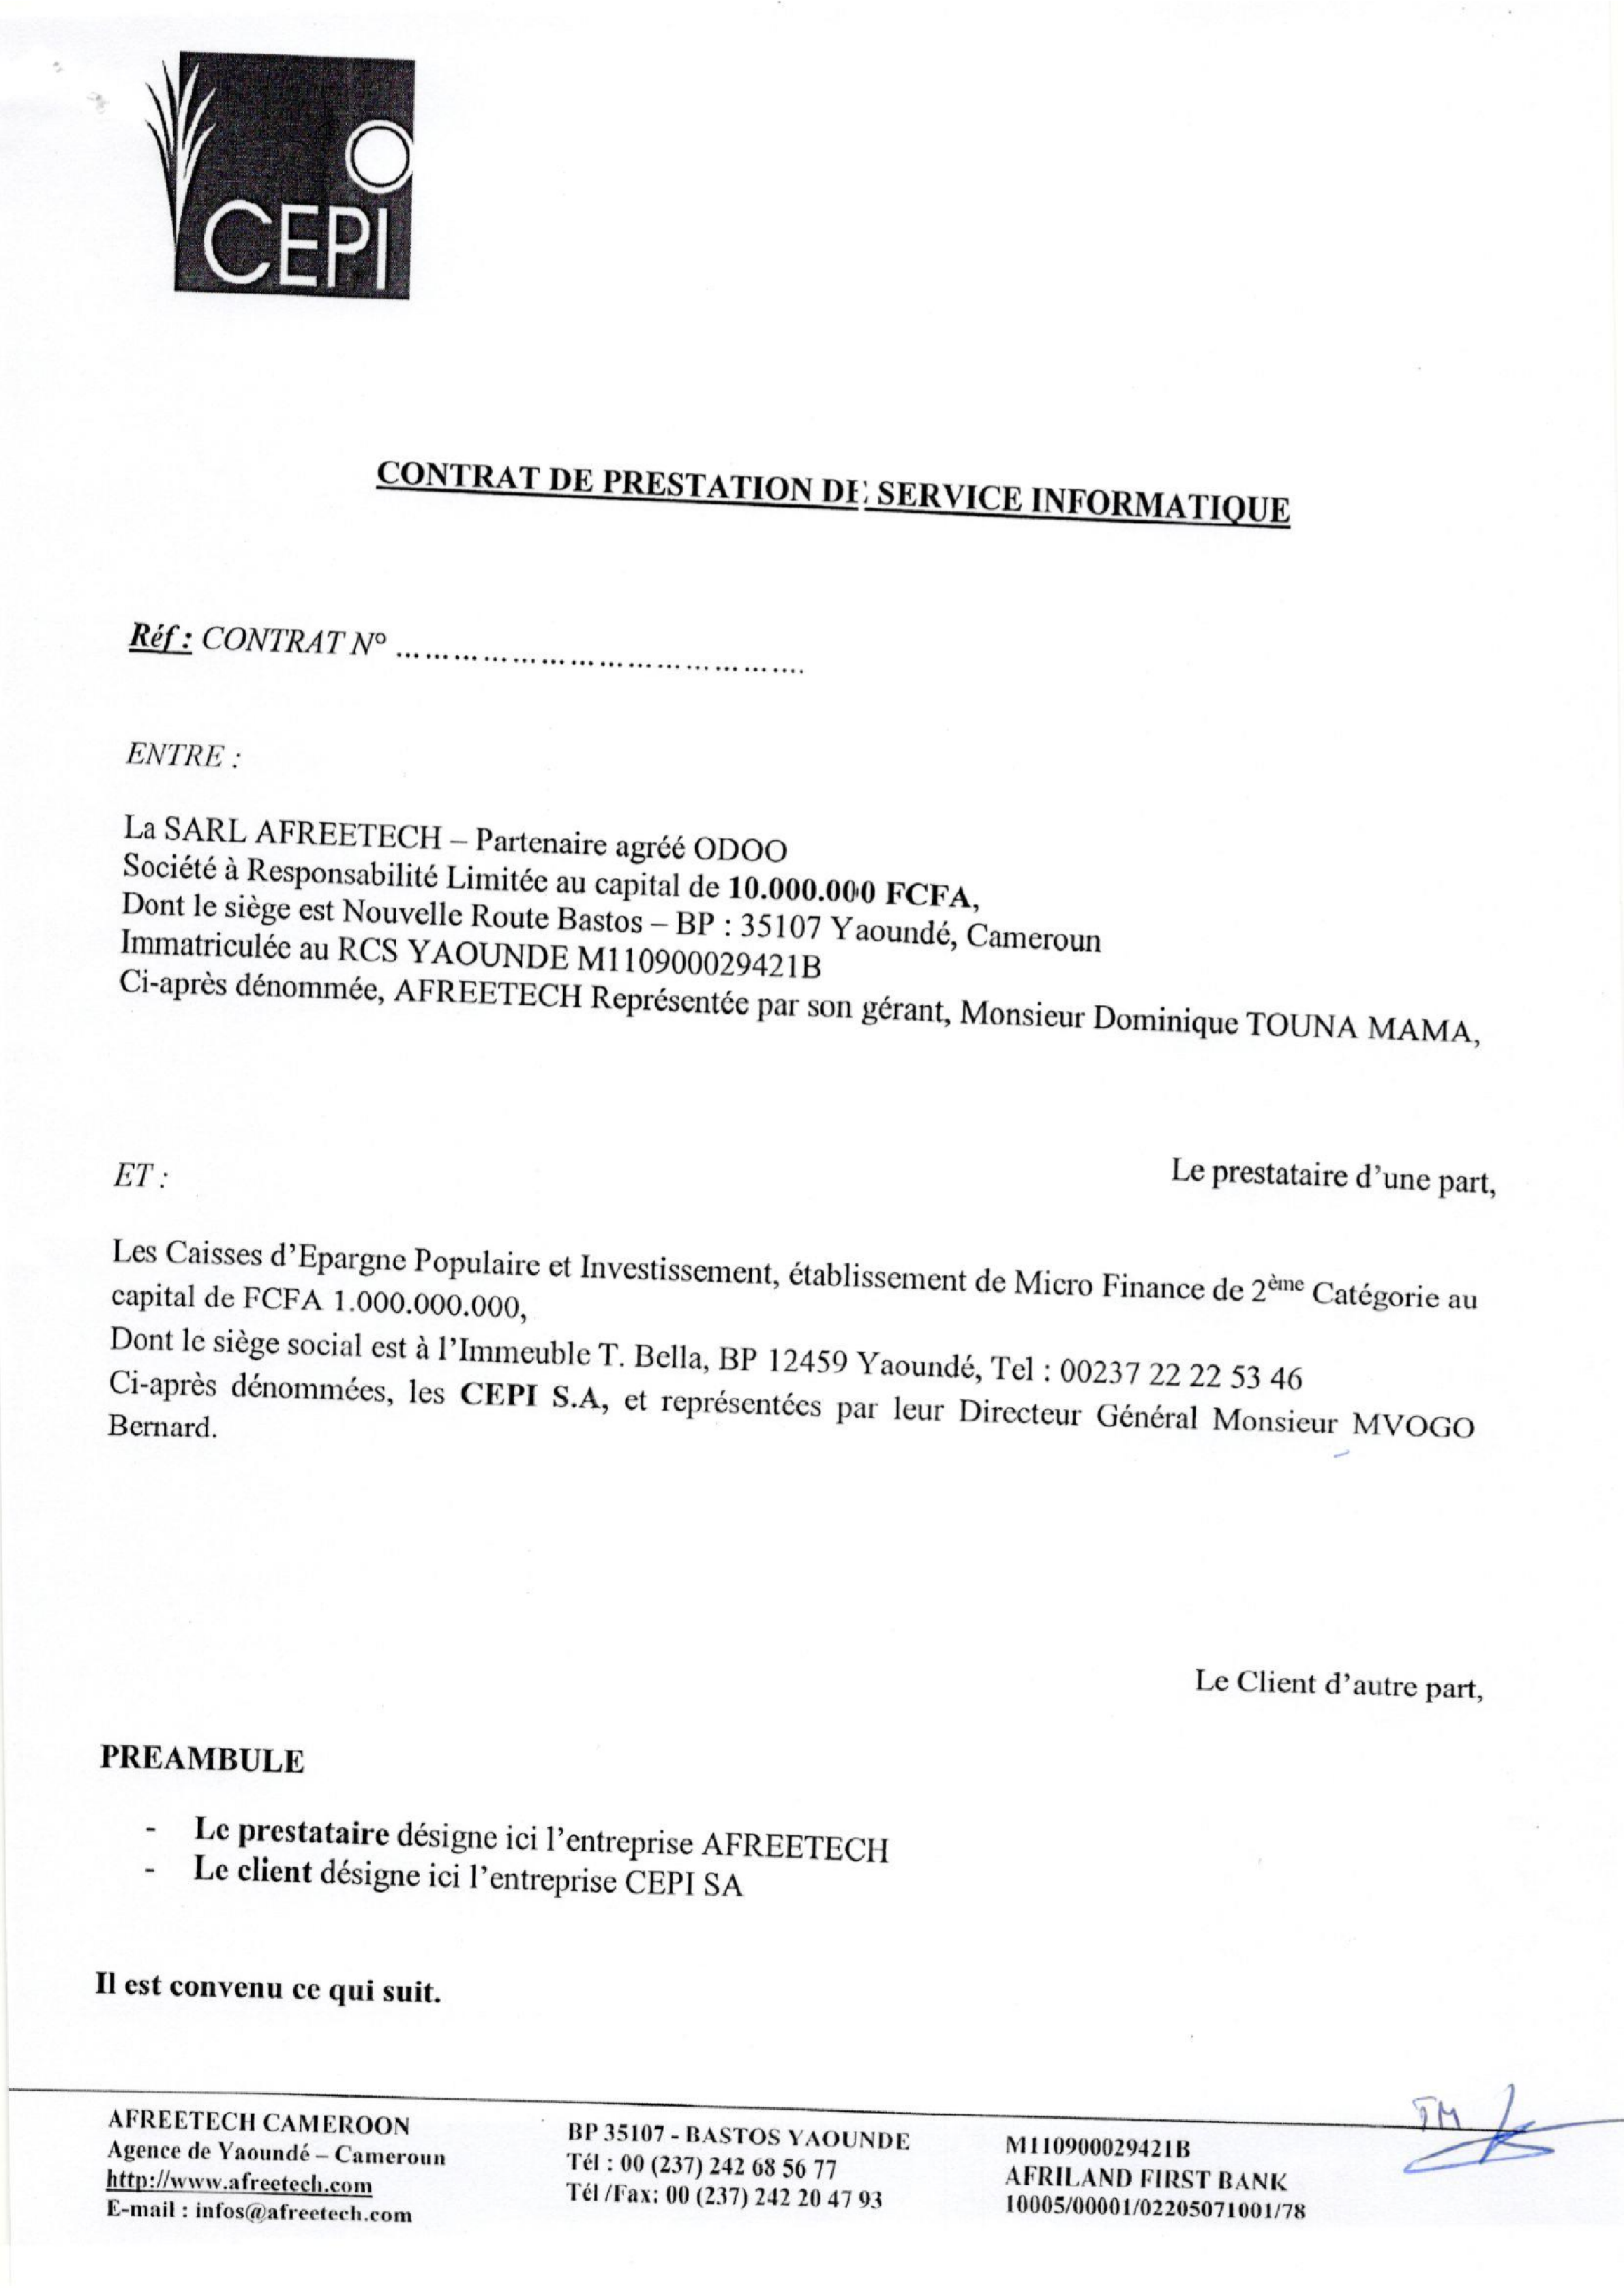 CEPI
CONTRAT DE PRESTATION DE SERVICE INFORMATIQUE
Réf : CONTRAT N° ............................................
ENTRE :
La SARL AFREETECH – Partenaire agréé ODOO
Société à Responsabilité Limitée au capital de 10.000.000 FCFA,
Dont le siège est Nouvelle Route Bastos – BP : 35107 Yaoundé, Cameroun
Immatriculée au RCS YAOUNDE M110900029421B
Ci-après dénommée, AFREETECH Représentée par son gérant, Monsieur Dominique TOUNA MAMA,
Le prestataire d’une part,
ET :
Les Caisses d’Epargne Populaire et Investissement, établissement de Micro Finance de 2ème Catégorie au
capital de FCFA 1.000.000.000,
Dont le siège social est à l’Immeuble T. Bella, BP 12459 Yaoundé, Tel : 00237 22 22 53 46
Ci-après dénommées, les CEPI S.A, et représentées par leur Directeur Général Monsieur MVOGO
Bernard.
Le Client d’autre part,
PREAMBULE
- Le prestataire désigne ici l’entreprise AFREETECH
- Le client désigne ici l’entreprise CEPI SA
Il est convenu ce qui suit.
TM
AFREETECH CAMEROON
Agence de Yaoundé – Cameroun
http://www.afreetech.com
E-mail : infos@afreetech.com
BP 35107 - BASTOS YAOUNDE
Tél : 00 (237) 242 68 56 77
Tél /Fax: 00 (237) 242 20 47 93
M110900029421B
AFRILAND FIRST BANK
10005/00001/02205071001/78